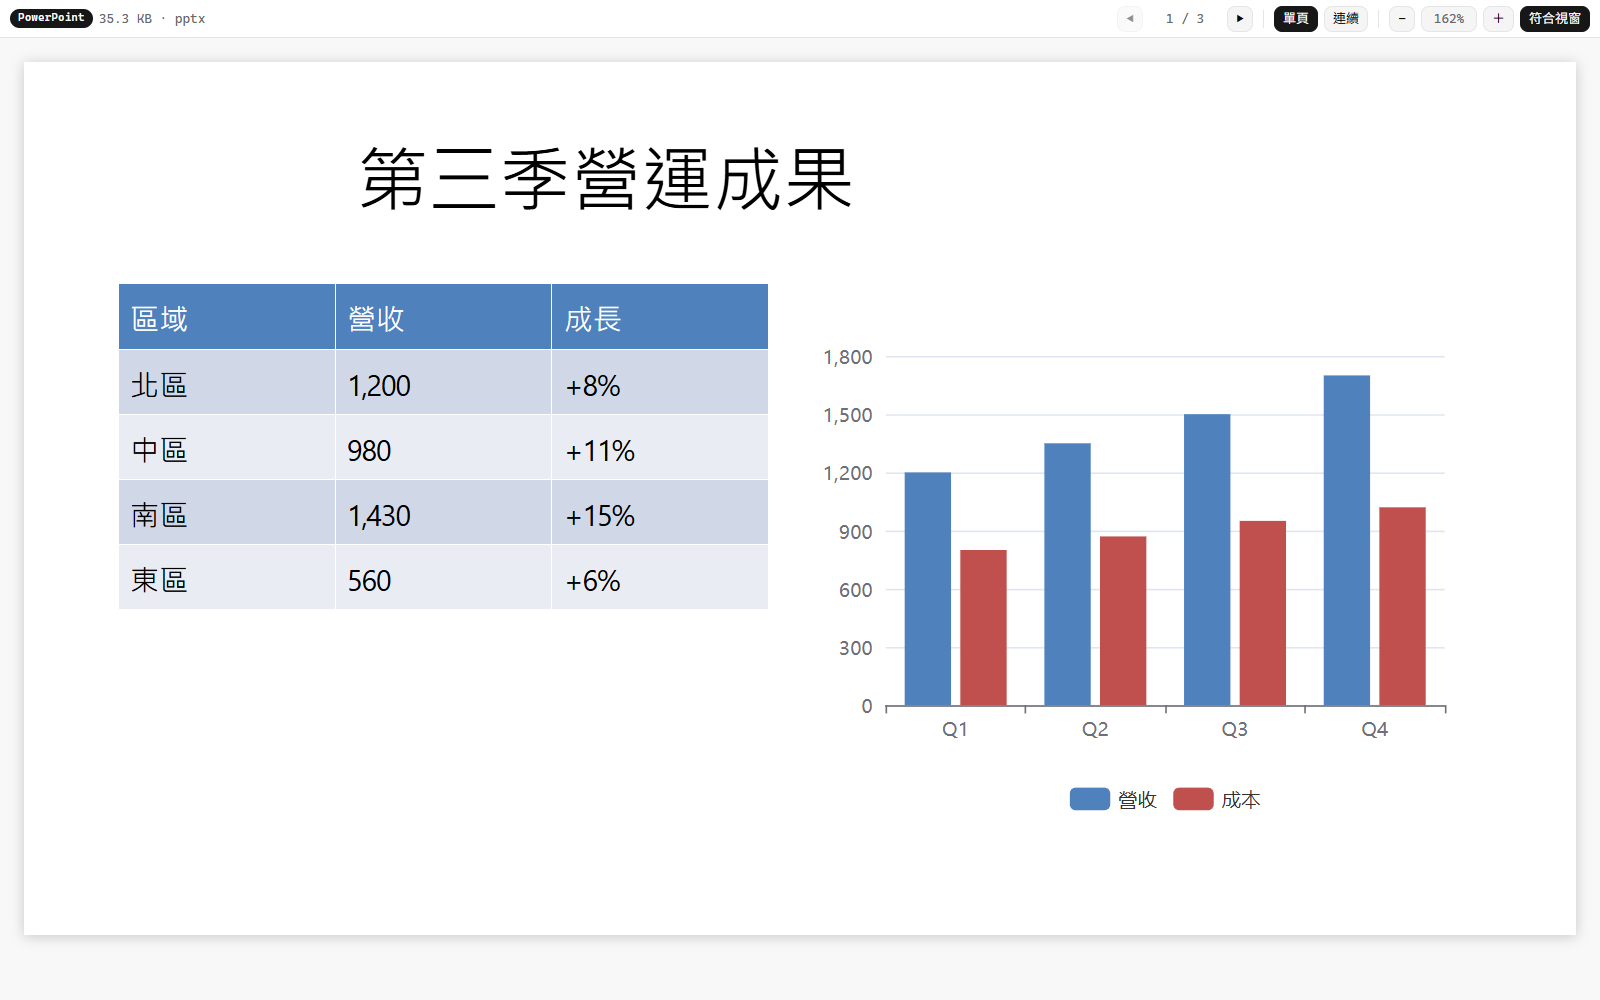 PowerPoint 35.3 KB · pptx
◀ 1 / 3 ▶ 單頁 連續 − 162% + 符合視窗
第三季營運成果
區域 營收 成長
北區 1,200 +8%
中區 980 +11%
南區 1,430 +15%
東區 560 +6%
1,800
1,500
1,200
900
600
300
0
Q1 Q2 Q3 Q4
營收 成本